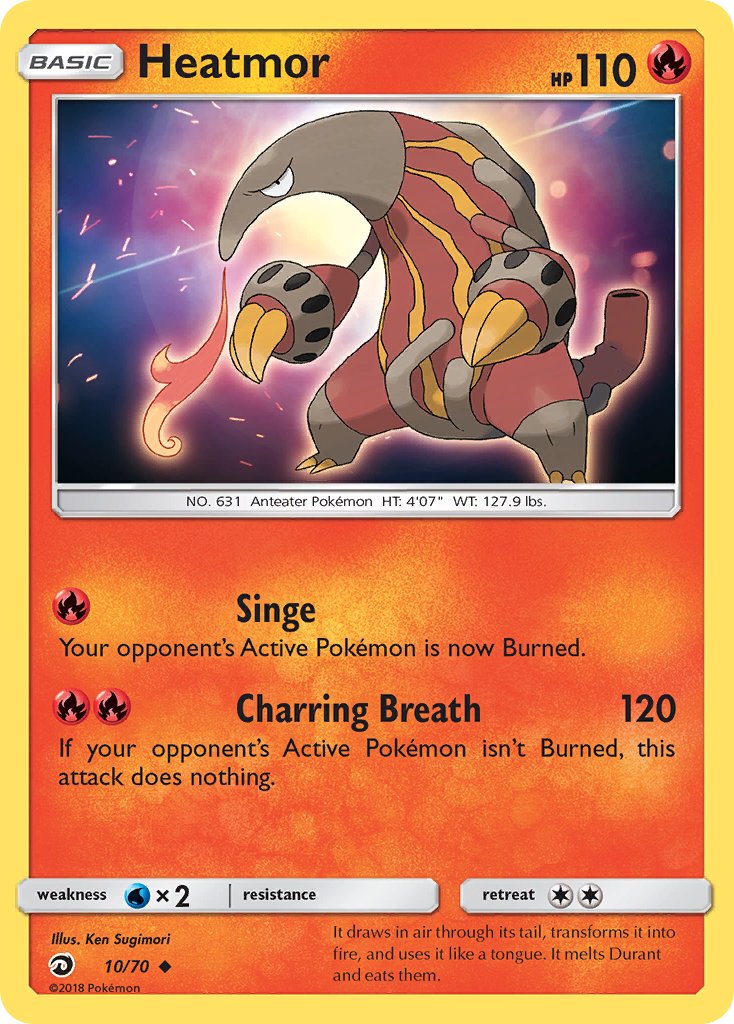 BASIC Heatmor HP 110
NO. 631 Anteater Pokémon HT: 4'07" WT: 127.9 lbs.
Singe
Your opponent's Active Pokémon is now Burned.
Charring Breath 120
If your opponent's Active Pokémon isn't Burned, this
attack does nothing.
weakness × 2 resistance retreat
Illus. Ken Sugimori
10/70
©2018 Pokémon
It draws in air through its tail, transforms it into
fire, and uses it like a tongue. It melts Durant
and eats them.